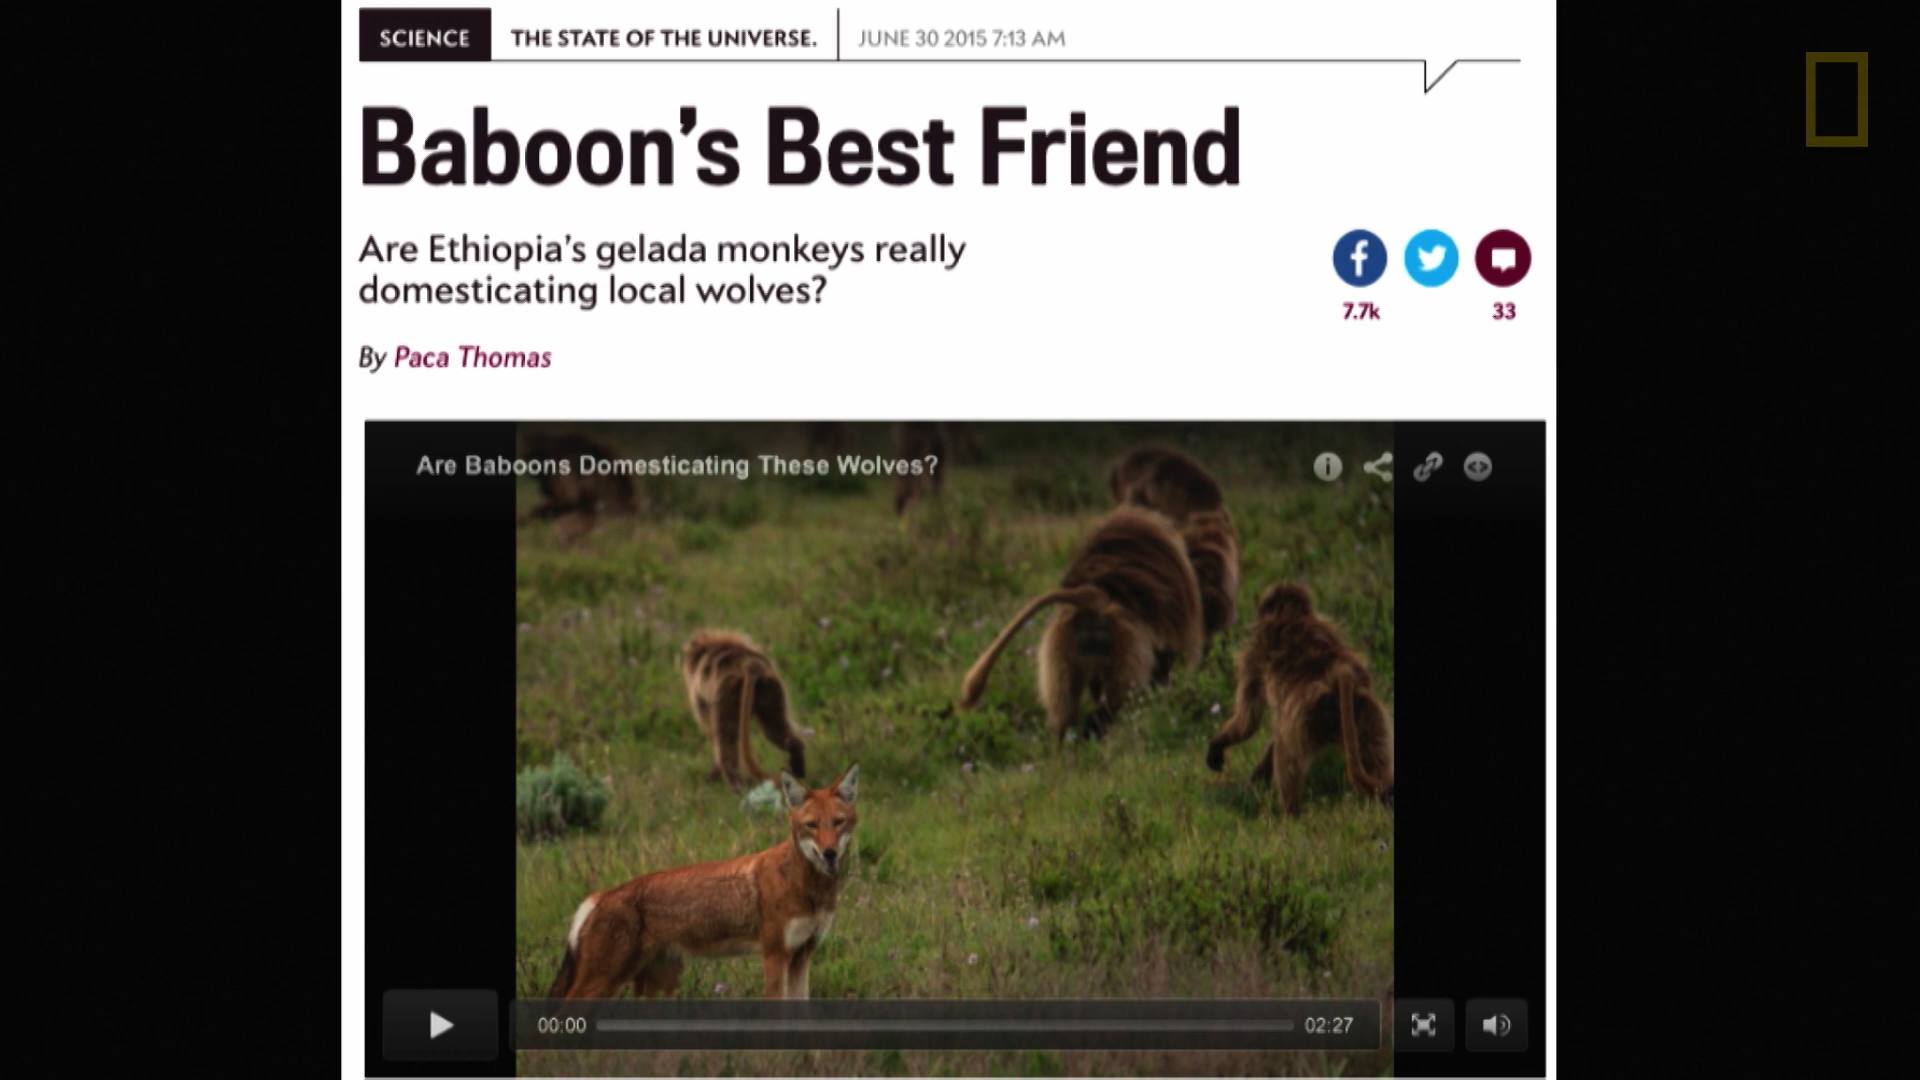 SCIENCE THE STATE OF THE UNIVERSE. JUNE 30 2015 7:13 AM
Baboon's Best Friend
Are Ethiopia's gelada monkeys really
domesticating local wolves?
7.7k 33
By Paca Thomas
Are Baboons Domesticating These Wolves?
00:00 02:27